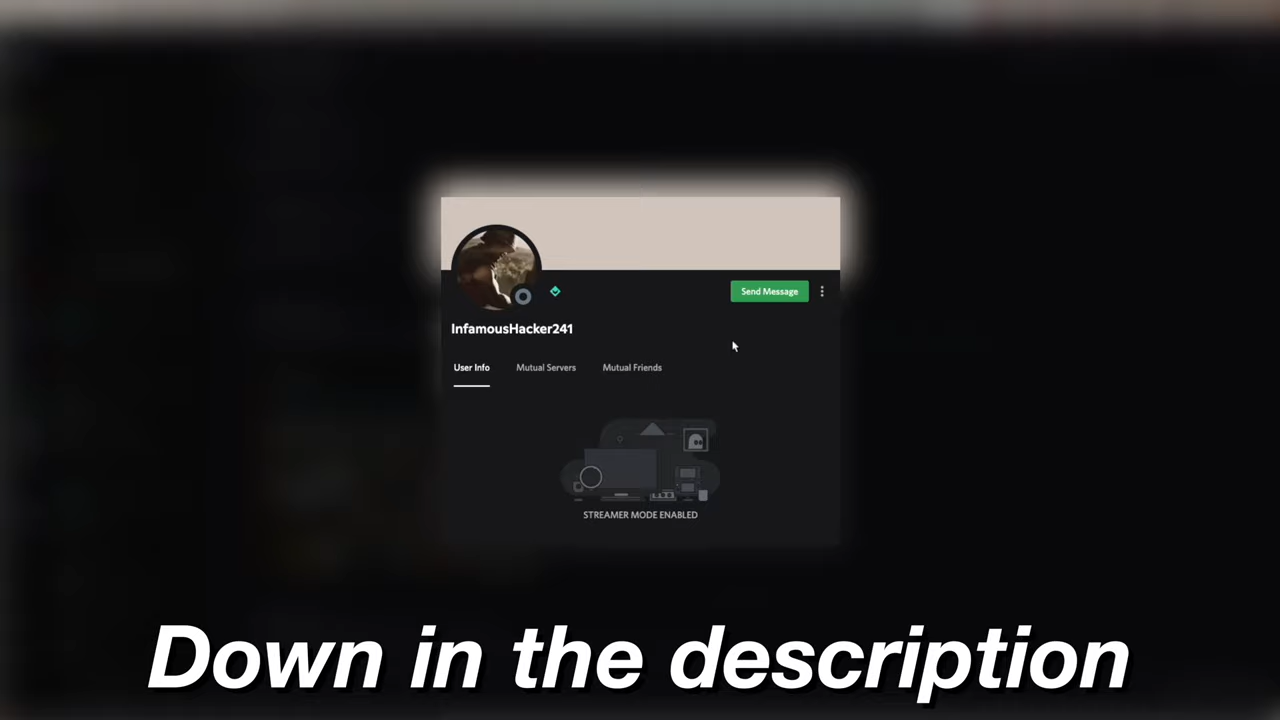 Send Message
InfamousHacker241
User Info Mutual Servers Mutual Friends
STREAMER MODE ENABLED
Down in the description